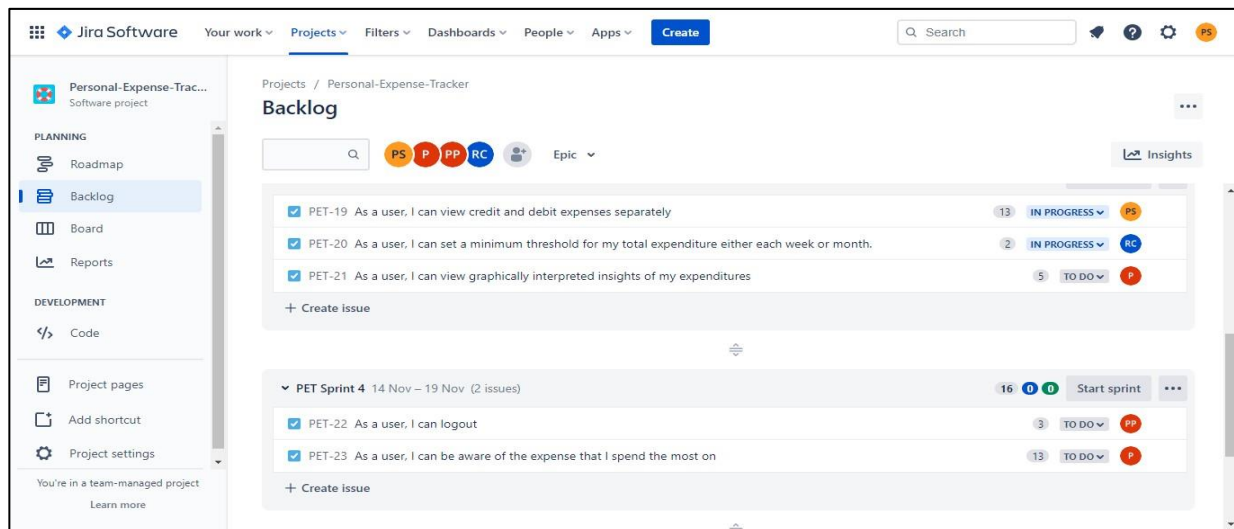 Jira Software Your work Projects Filters Dashboards People Apps Create Search PS
Personal-Expense-Trac...
Software project
PLANNING
Roadmap
Backlog
Board
Reports
DEVELOPMENT
Code
Project pages
Add shortcut
Project settings
You're in a team-managed project
Learn more
Projects / Personal-Expense-Tracker
Backlog
PS P PP RC Epic Insights
PET-19 As a user, I can view credit and debit expenses separately 13 IN PROGRESS PS
PET-20 As a user, I can set a minimum threshold for my total expenditure either each week or month. 2 IN PROGRESS RC
PET-21 As a user, I can view graphically interpreted insights of my expenditures 5 TO DO P
+ Create issue
PET Sprint 4 14 Nov – 19 Nov (2 issues) 16 0 0 Start sprint
PET-22 As a user, I can logout 3 TO DO PP
PET-23 As a user, I can be aware of the expense that I spend the most on 13 TO DO P
+ Create issue